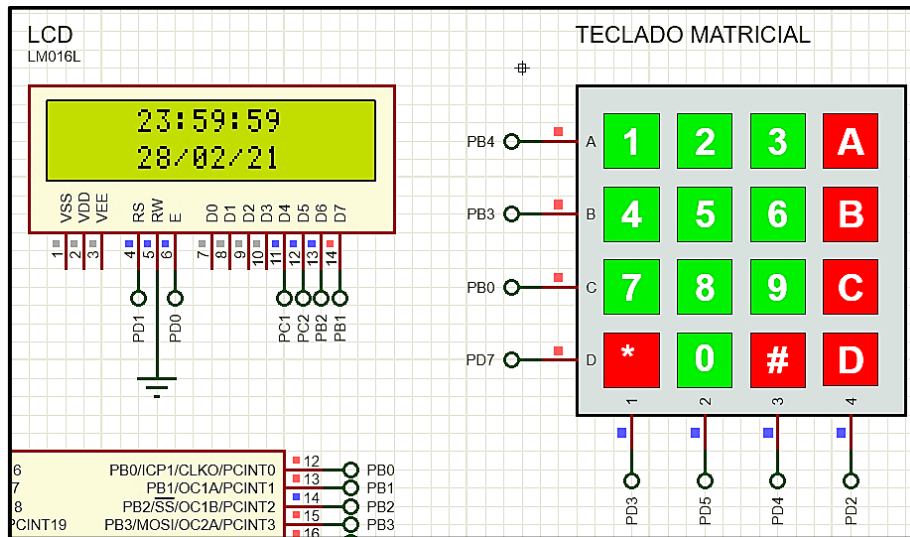 LCD
LM016L
23:59:59
28/02/21
VSS
VDD
VEE
RS
RW
E
D0
D1
D2
D3
D4
D5
D6
D7
1
2
3
4
5
6
7
8
9
10
11
12
13
14
PD1
PD0
PC1
PC2
PB2
PB1
TECLADO MATRICIAL
PB4 A 1 2 3 A
PB3 B 4 5 6 B
PB0 C 7 8 9 C
PD7 D * 0 # D
1 2 3 4
PD3 PD5 PD4 PD2
6 PB0/ICP1/CLKO/PCINT0 12 PB0
7 PB1/OC1A/PCINT1 13 PB1
8 PB2/SS/OC1B/PCINT2 14 PB2
PCINT19 PB3/MOSI/OC2A/PCINT3 15 PB3
16